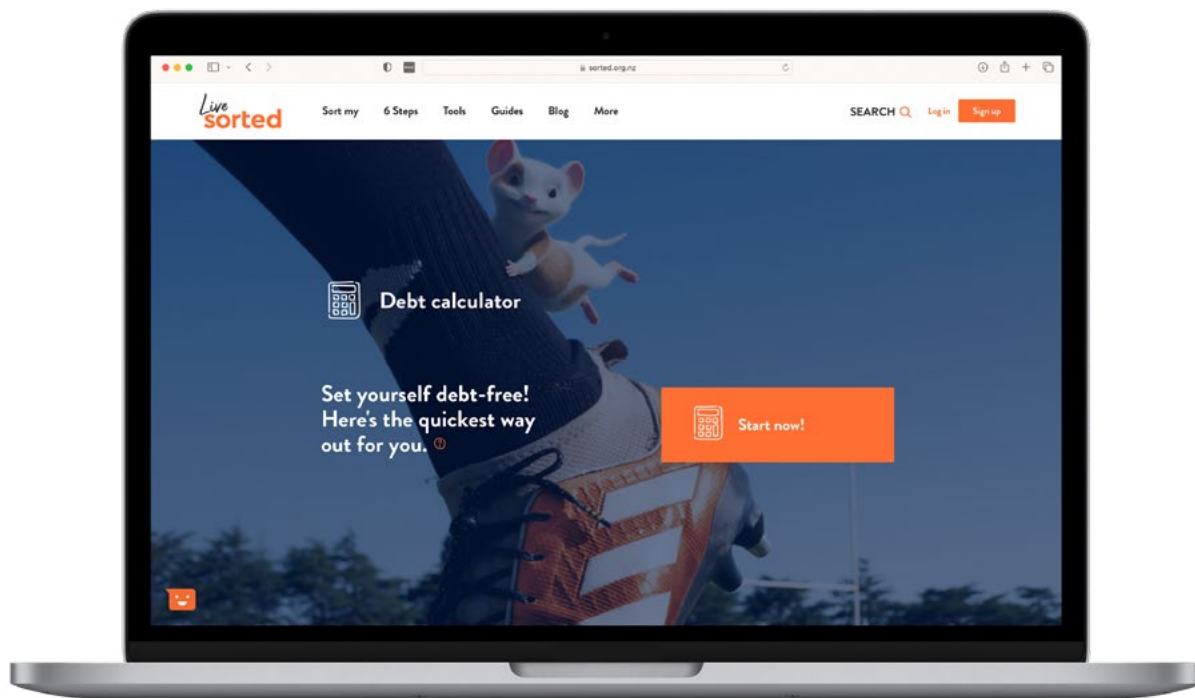 sorted.org.nz
Live
sorted
Sort my
6 Steps
Tools
Guides
Blog
More
SEARCH
Log in
Sign up
Debt calculator
Set yourself debt-free!
Here's the quickest way
out for you. ?
Start now!